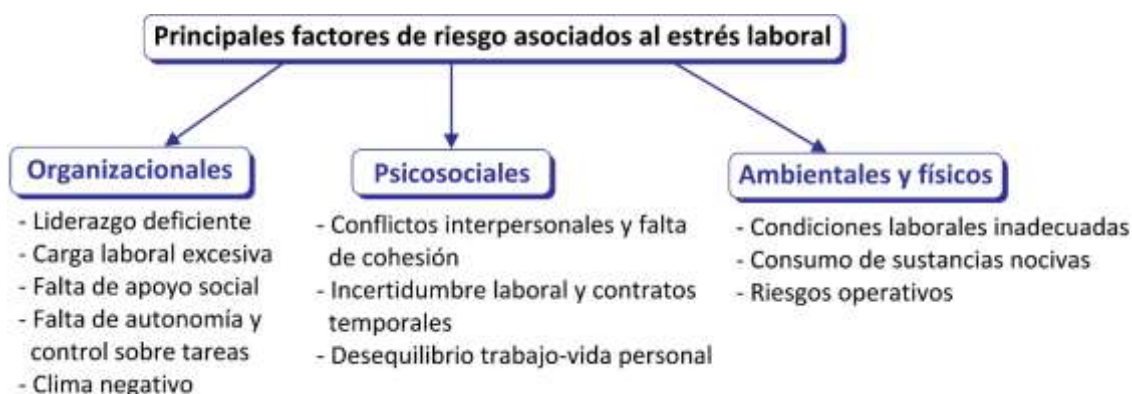 Principales factores de riesgo asociados al estrés laboral
Organizacionales
- Liderazgo deficiente
- Carga laboral excesiva
- Falta de apoyo social
- Falta de autonomía y
control sobre tareas
- Clima negativo
Psicosociales
- Conflictos interpersonales y falta
de cohesión
- Incertidumbre laboral y contratos
temporales
- Desequilibrio trabajo-vida personal
Ambientales y físicos
- Condiciones laborales inadecuadas
- Consumo de sustancias nocivas
- Riesgos operativos